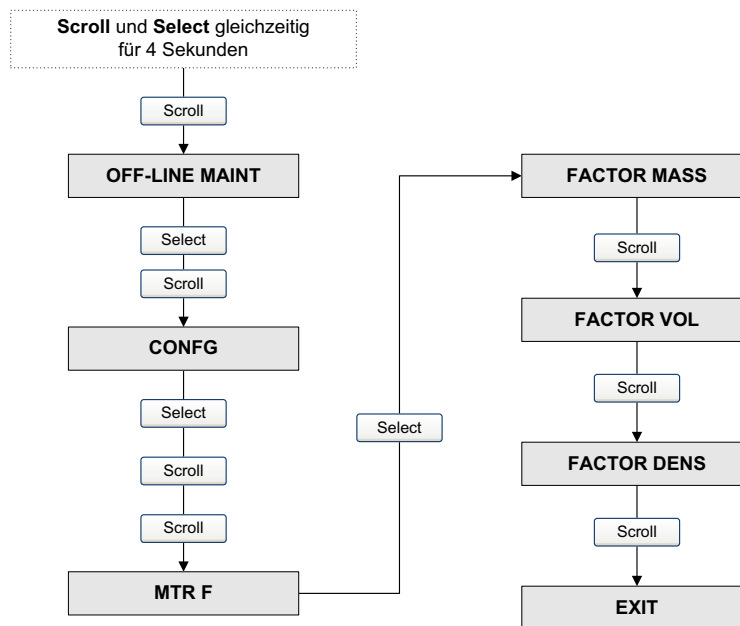 Scroll und Select gleichzeitig
für 4 Sekunden
Scroll
OFF-LINE MAINT
Select
Scroll
CONFG
Select
Scroll
Scroll
MTR F
Select
FACTOR MASS
Scroll
FACTOR VOL
Scroll
FACTOR DENS
Scroll
EXIT